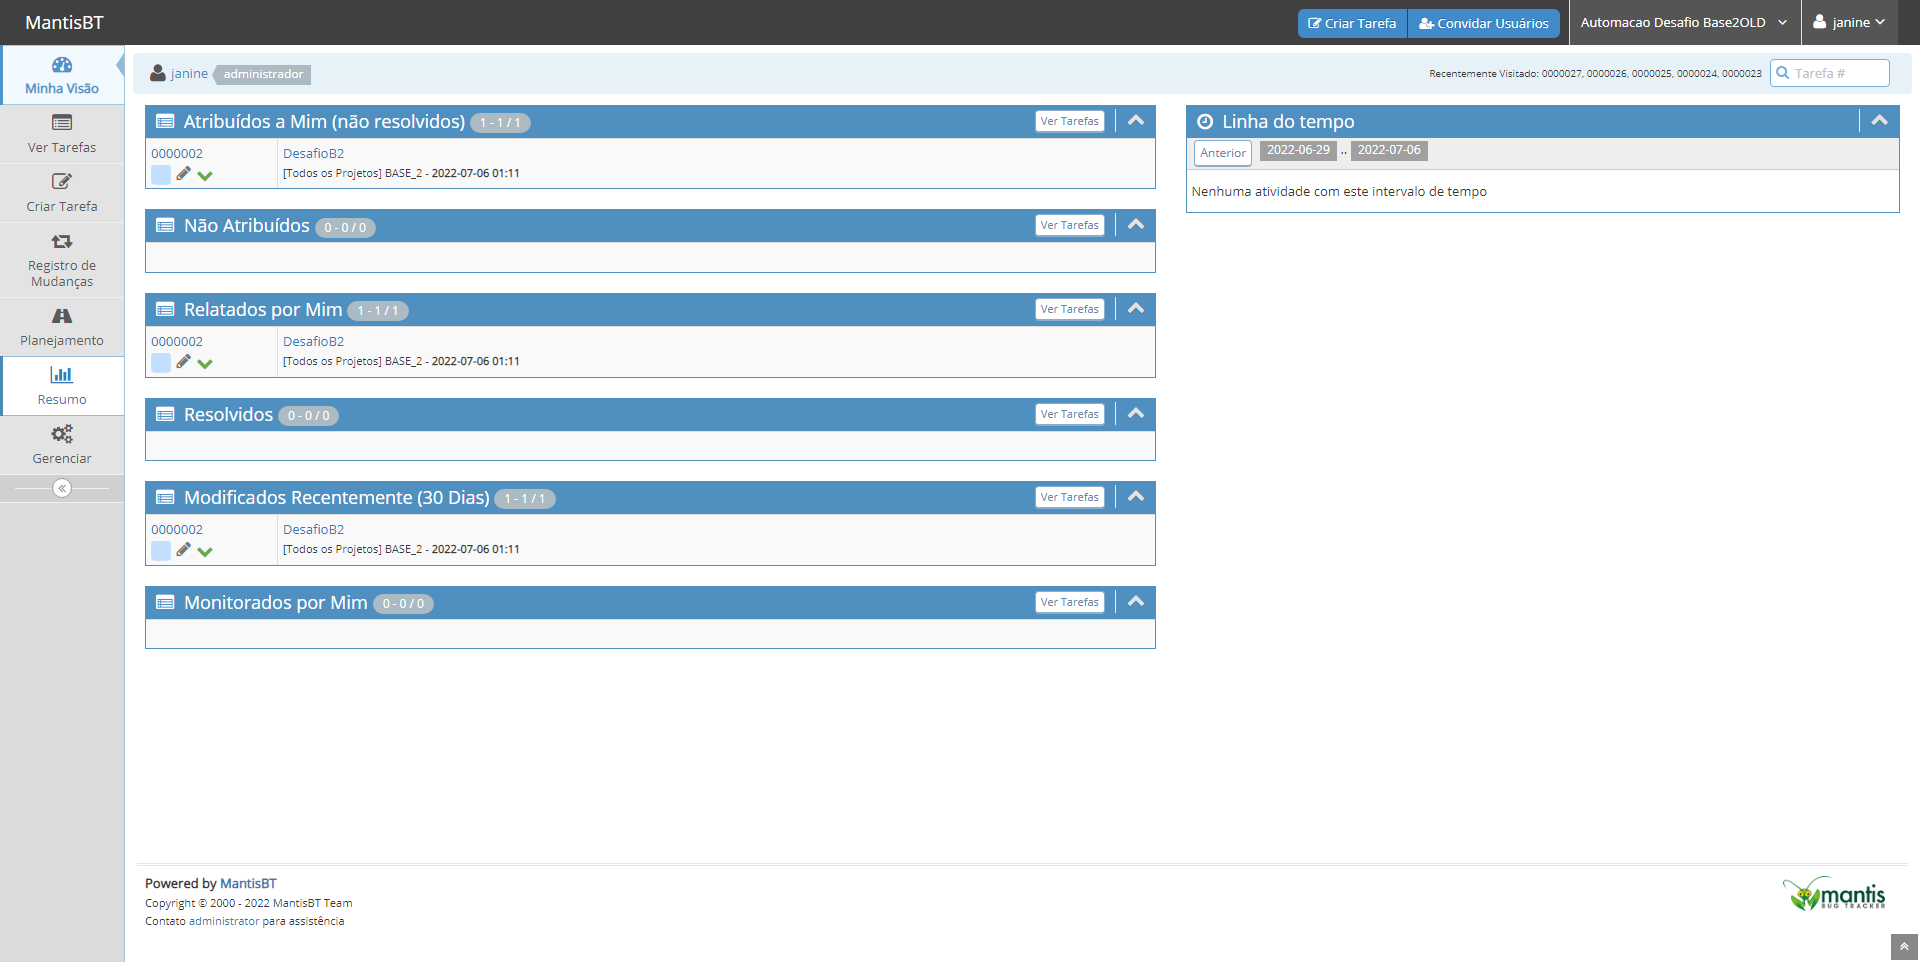 MantisBT
Criar Tarefa
Convidar Usuários
Automacao Desafio Base2OLD
janine
Minha Visão
Ver Tarefas
Criar Tarefa
Registro de
Mudanças
Planejamento
Resumo
Gerenciar
janine
administrador
Recentemente Visitado: 0000027, 0000026, 0000025, 0000024, 0000023
Tarefa #
Atribuídos a Mim (não resolvidos) 1 - 1 / 1
Ver Tarefas
0000002
DesafioB2
[Todos os Projetos] BASE_2 - 2022-07-06 01:11
Não Atribuídos 0 - 0 / 0
Ver Tarefas
Relatados por Mim 1 - 1 / 1
Ver Tarefas
0000002
DesafioB2
[Todos os Projetos] BASE_2 - 2022-07-06 01:11
Resolvidos 0 - 0 / 0
Ver Tarefas
Modificados Recentemente (30 Dias) 1 - 1 / 1
Ver Tarefas
0000002
DesafioB2
[Todos os Projetos] BASE_2 - 2022-07-06 01:11
Monitorados por Mim 0 - 0 / 0
Ver Tarefas
Linha do tempo
Anterior 2022-06-29 .. 2022-07-06
Nenhuma atividade com este intervalo de tempo
Powered by MantisBT
Copyright © 2000 - 2022 MantisBT Team
Contato administrator para assistência
mantis
BUG TRACKER